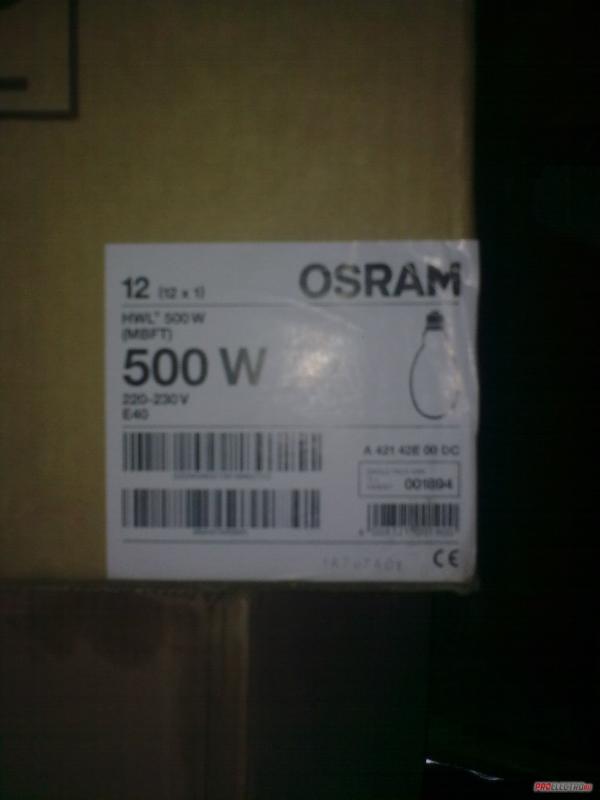 12 (12 x 1) OSRAM
HWL® 500 W
(MBFT)
500 W
220-230 V
E40
A 421 42E 00 DC
001894
CE